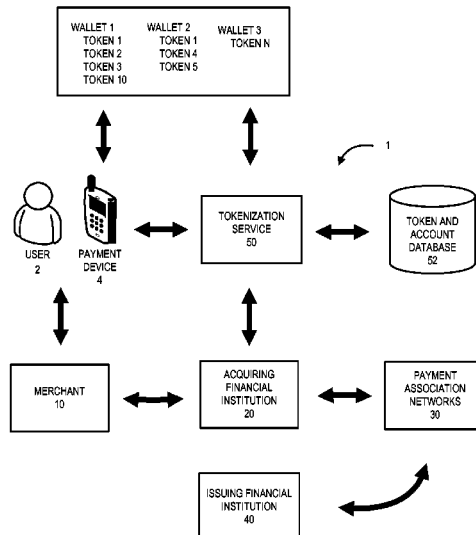 WALLET 1
TOKEN 1
TOKEN 2
TOKEN 3
TOKEN 10
WALLET 2
TOKEN 1
TOKEN 4
TOKEN 5
WALLET 3
TOKEN N
1
USER
2
PAYMENT
DEVICE
4
TOKENIZATION
SERVICE
50
TOKEN AND
ACCOUNT
DATABASE
52
MERCHANT
10
ACQUIRING
FINANCIAL
INSTITUTION
20
PAYMENT
ASSOCIATION
NETWORKS
30
ISSUING FINANCIAL
INSTITUTION
40